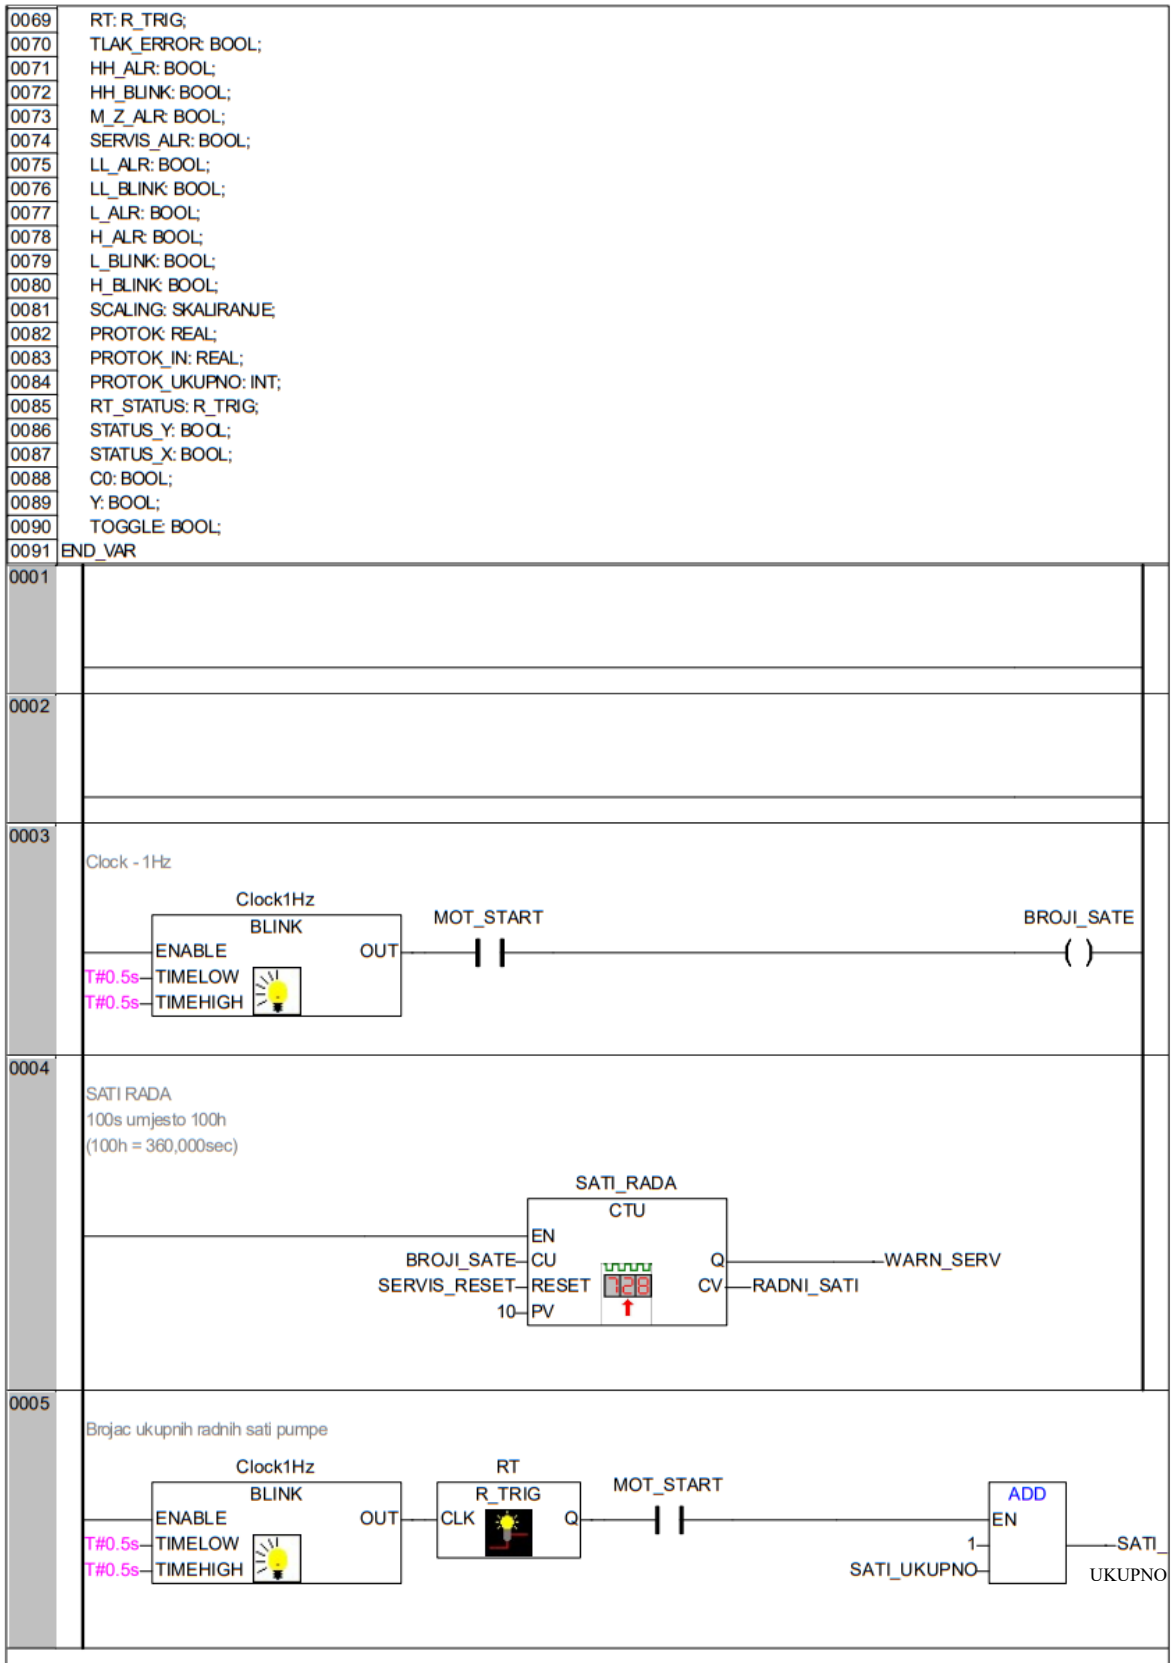 0069 RT: R_TRIG;
0070 TLAK_ERROR: BOOL;
0071 HH_ALR: BOOL;
0072 HH_BLINK: BOOL;
0073 M_Z_ALR: BOOL;
0074 SERVIS_ALR: BOOL;
0075 LL_ALR: BOOL;
0076 LL_BLINK: BOOL;
0077 L_ALR: BOOL;
0078 H_ALR: BOOL;
0079 L_BLINK: BOOL;
0080 H_BLINK: BOOL;
0081 SCALING: SKALIRANJE;
0082 PROTOK: REAL;
0083 PROTOK_IN: REAL;
0084 PROTOK_UKUPNO: INT;
0085 RT_STATUS: R_TRIG;
0086 STATUS_Y: BOOL;
0087 STATUS_X: BOOL;
0088 C0: BOOL;
0089 Y: BOOL;
0090 TOGGLE: BOOL;
0091 END_VAR
0001
0002
0003
Clock - 1Hz
Clock1Hz
MOT_START BROJI_SATE
BLINK
ENABLE OUT
T#0.5s TIMELOW
T#0.5s TIMEHIGH
0004
SATI RADA
100s umjesto 100h
(100h = 360,000sec)
SATI_RADA
CTU
EN
BROJI_SATE CU Q WARN_SERV
SERVIS_RESET RESET 728 CV RADNI_SATI
10 PV
0005
Brojac ukupnih radnih sati pumpe
Clock1Hz RT
MOT_START
BLINK R_TRIG ADD
ENABLE OUT CLK Q EN
T#0.5s TIMELOW 1 SATI_
T#0.5s TIMEHIGH SATI_UKUPNO UKUPNO